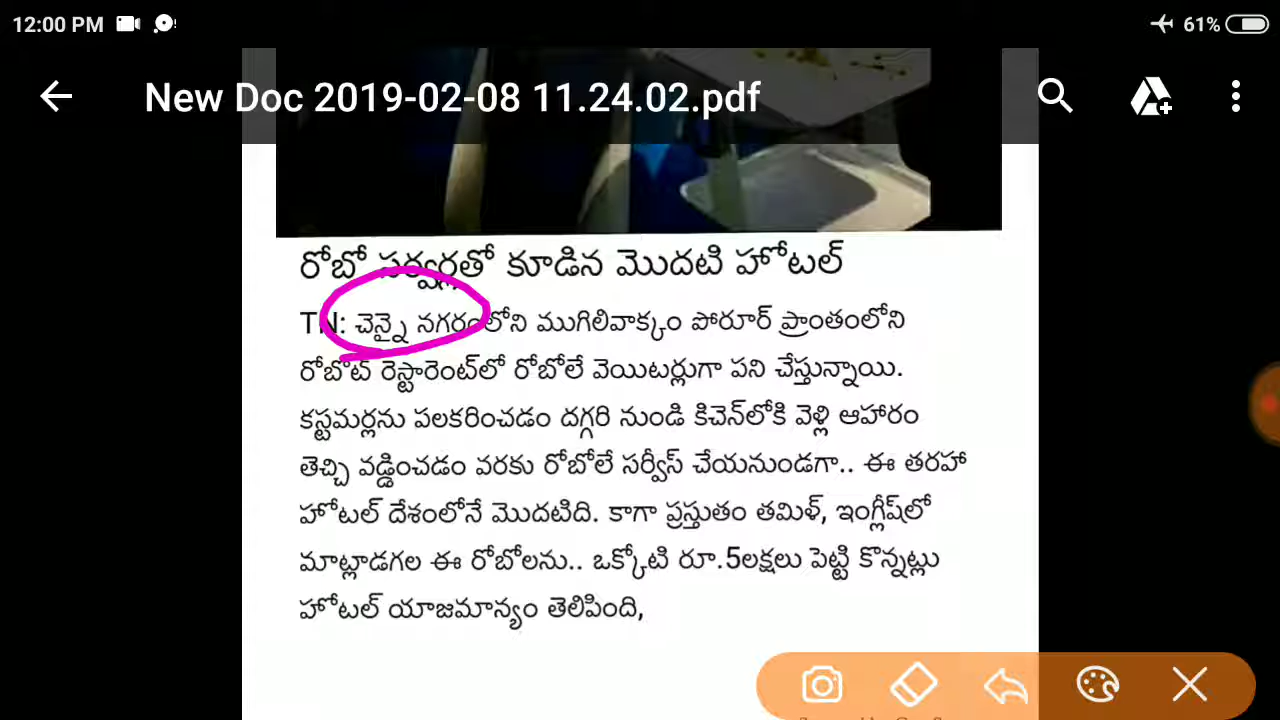 12:00 PM 61%
New Doc 2019-02-08 11.24.02.pdf
రోబో సర్వర్లతో కూడిన మొదటి హోటల్
TN: చెన్నై నగరంలోని ముగిలివాక్కం పోరూర్ ప్రాంతంలోని
రోబోట్ రెస్టారెంట్‌లో రోబోలే వెయిటర్లుగా పని చేస్తున్నాయి.
కస్టమర్లను పలకరించడం దగ్గరి నుండి కిచెన్‌లోకి వెళ్లి ఆహారం
తెచ్చి వడ్డించడం వరకు రోబోలే సర్వీస్ చేయనుండగా.. ఈ తరహా
హోటల్ దేశంలోనే మొదటిది. కాగా ప్రస్తుతం తమిళ్, ఇంగ్లీష్‌లో
మాట్లాడగల ఈ రోబోలను.. ఒక్కోటి రూ.5లక్షలు పెట్టి కొన్నట్లు
హోటల్ యాజమాన్యం తెలిపింది,